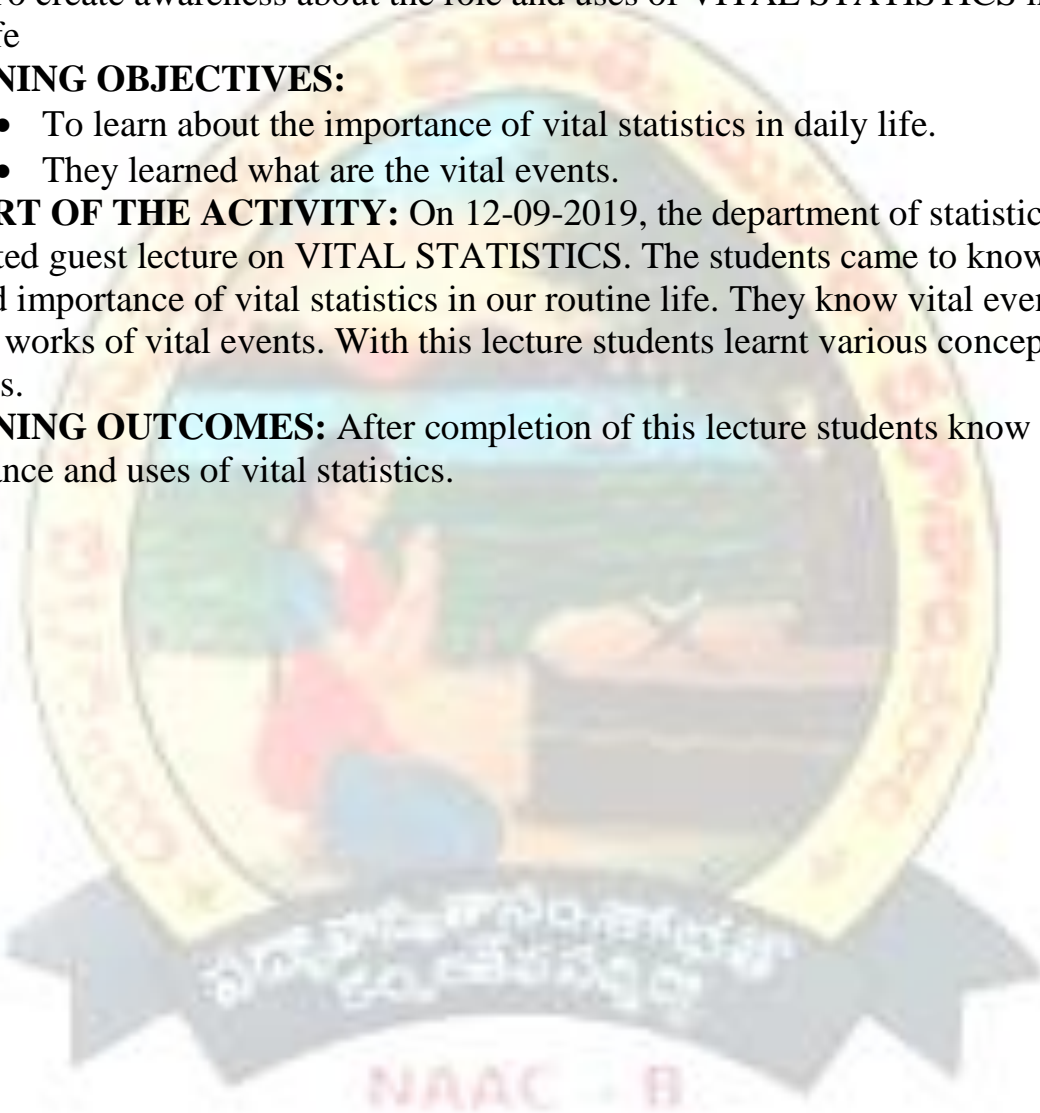 To create awareness about the role and uses of VITAL STATISTICS
fe
NING OBJECTIVES:
• To learn about the importance of vital statistics in daily life.
• They learned what are the vital events.
RT OF THE ACTIVITY: On 12-09-2019, the department of statistic
ted guest lecture on VITAL STATISTICS. The students came to know
d importance of vital statistics in our routine life. They know vital ever
works of vital events. With this lecture students learnt various concep
s.
NING OUTCOMES: After completion of this lecture students know
ance and uses of vital statistics.
NAAC - B